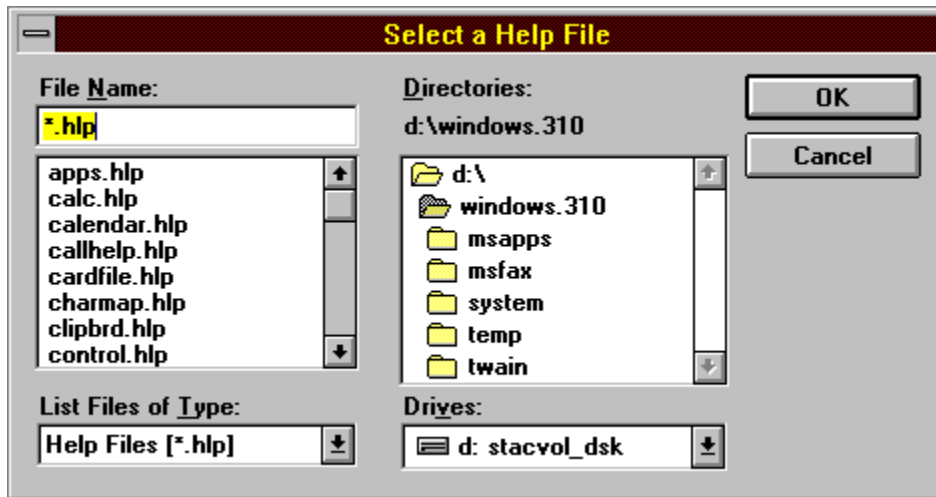 Select a Help File
File Name:
*.hlp
apps.hlp
calc.hlp
calendar.hlp
callhelp.hlp
cardfile.hlp
charmap.hlp
clipbrd.hlp
control.hlp
List Files of Type:
Help Files [*.hlp]
Directories:
d:\windows.310
d:\
windows.310
msapps
msfax
system
temp
twain
Drives:
d: stacvol_dsk
OK
Cancel